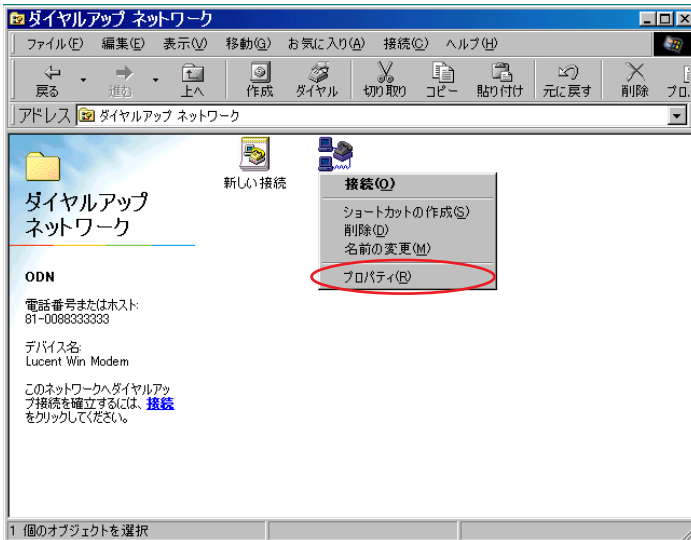 ダイヤルアップ ネットワーク
ファイル(F) 編集(E) 表示(V) 移動(G) お気に入り(A) 接続(C) ヘルプ(H)
戻る 進む 上へ 作成 ダイヤル 切り取り コピー 貼り付け 元に戻す 削除 プロ.
アドレス ダイヤルアップ ネットワーク
新しい接続
接続(O)
ショートカットの作成(S)
削除(D)
名前の変更(M)
プロパティ(R)
ダイヤルアップ
ネットワーク
ODN
電話番号またはホスト:
81-0088333333
デバイス名:
Lucent Win Modem
このネットワークへダイヤルアッ
プ接続を確立するには、接続
をクリックしてください。
1 個のオブジェクトを選択